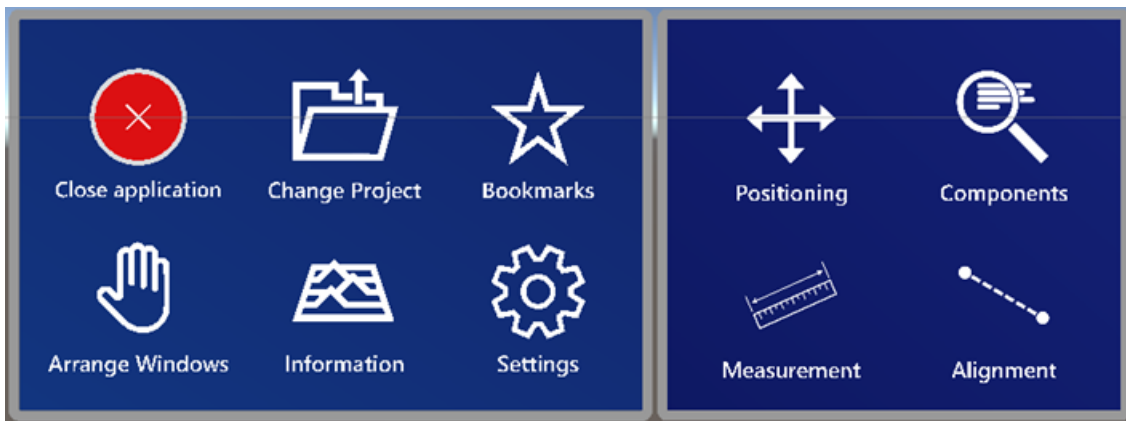 Close application
Change Project
Bookmarks
Arrange Windows
Information
Settings
Positioning
Components
Measurement
Alignment